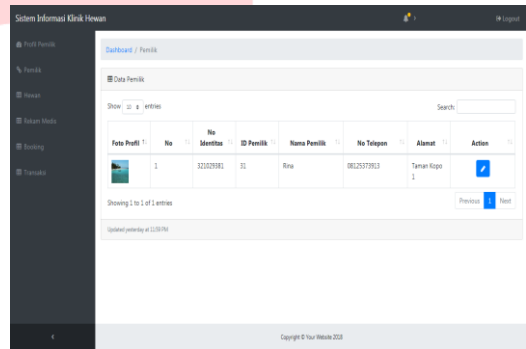 Sistem Informasi Klinik Hewan
Logout
Profil Pemilik
Pemilik
Hewan
Rekam Medis
Booking
Transaksi
Dashboard / Pemilik
Data Pemilik
Show 10 entries
Search:
Foto Profil No No Identitas ID Pemilik Nama Pemilik No Telepon Alamat Action
1 321029381 31 Rina 08125373913 Taman Kopo 1
Showing 1 to 1 of 1 entries
Previous 1 Next
Updated yesterday at 11:59 PM
Copyright © Your Website 2018